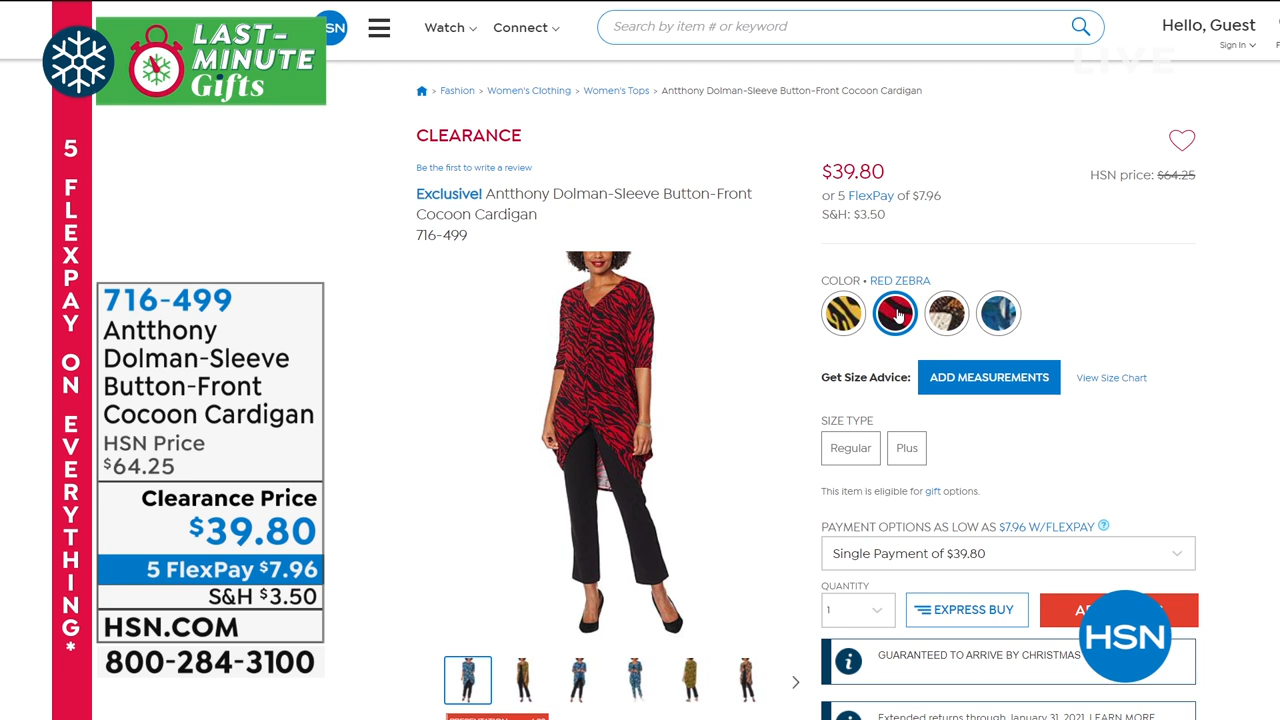 LAST-
MINUTE
Gifts
SN
Watch
Connect
Search by item # or keyword
Hello, Guest
Sign In
LIVE
5 FLEXPAY ON EVERYTHING*
> Fashion > Women's Clothing > Women's Tops > Antthony Dolman-Sleeve Button-Front Cocoon Cardigan
CLEARANCE
Be the first to write a review
Exclusive! Antthony Dolman-Sleeve Button-Front
Cocoon Cardigan
716-499
$39.80
HSN price: $64.25
or 5 FlexPay of $7.96
S&H: $3.50
COLOR • RED ZEBRA
Get Size Advice:
ADD MEASUREMENTS
View Size Chart
SIZE TYPE
Regular
Plus
This item is eligible for gift options.
PAYMENT OPTIONS AS LOW AS $7.96 W/FLEXPAY ?
Single Payment of $39.80
QUANTITY
1
EXPRESS BUY
HSN
GUARANTEED TO ARRIVE BY CHRISTMAS
Extended returns through January 31, 2021. LEARN MORE
716-499
Antthony
Dolman-Sleeve
Button-Front
Cocoon Cardigan
HSN Price
$64.25
Clearance Price
$39.80
5 FlexPay $7.96
S&H $3.50
HSN.COM
800-284-3100